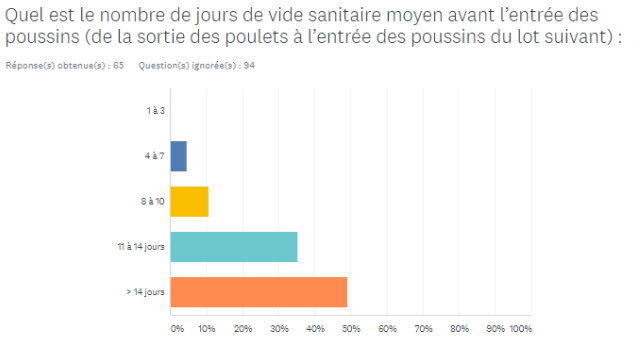 Quel est le nombre de jours de vide sanitaire moyen avant l'entrée des
poussins (de la sortie des poulets à l'entrée des poussins du lot suivant) :
Réponse(s) obtenue(s) : 65 Question(s) ignorée(s) : 94
1 à 3
4 à 7
8 à 10
11 à 14 jours
> 14 jours
0% 10% 20% 30% 40% 50% 60% 70% 80% 90% 100%